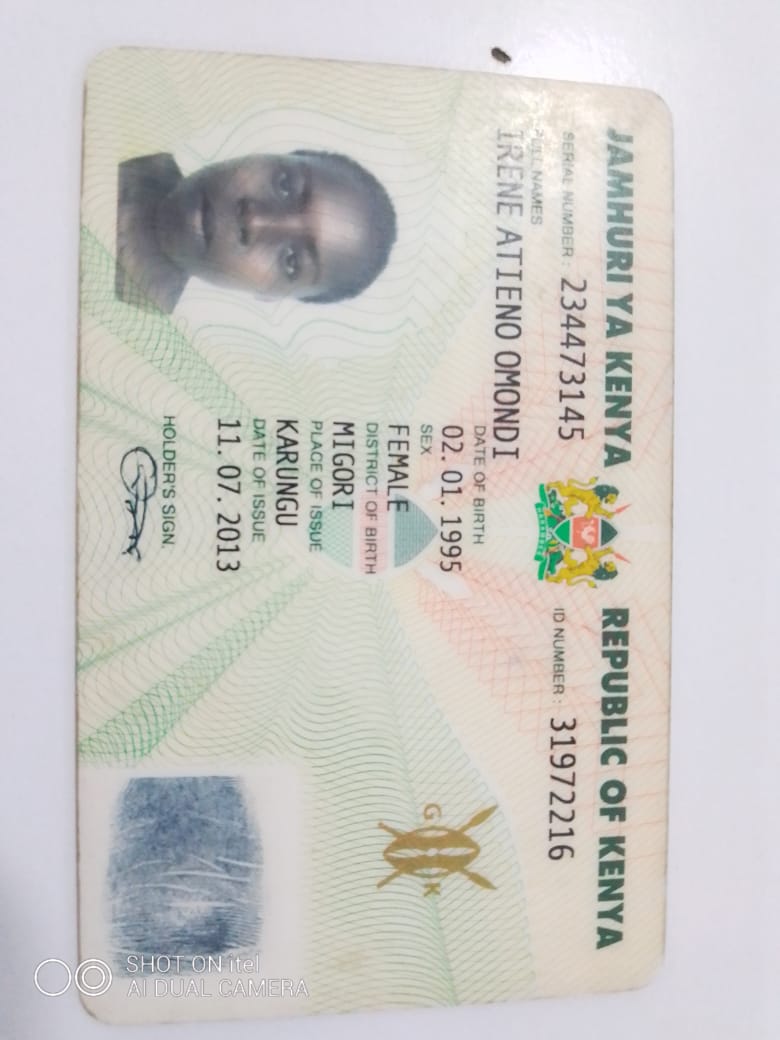 JAMHURI YA KENYA REPUBLIC OF KENYA
SERIAL NUMBER: 234473145 ID NUMBER: 31972216
FULL NAMES
IRENE ATIENO OMONDI
DATE OF BIRTH
02. 01. 1995
SEX
FEMALE
DISTRICT OF BIRTH
MIGORI
PLACE OF ISSUE
KARUNGU
DATE OF ISSUE
11. 07. 2013
HOLDER'S SIGN.
G K
HARAMBEE
SHOT ON itel
AI DUAL CAMERA